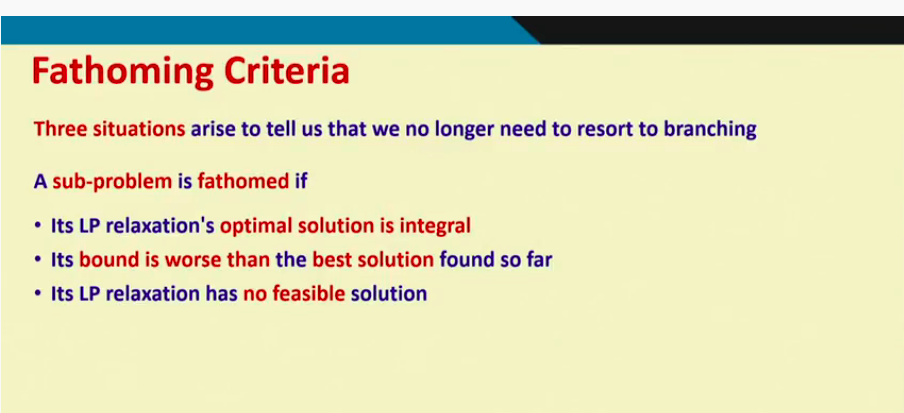 Fathoming Criteria
Three situations arise to tell us that we no longer need to resort to branching
A sub-problem is fathomed if
• Its LP relaxation's optimal solution is integral
• Its bound is worse than the best solution found so far
• Its LP relaxation has no feasible solution